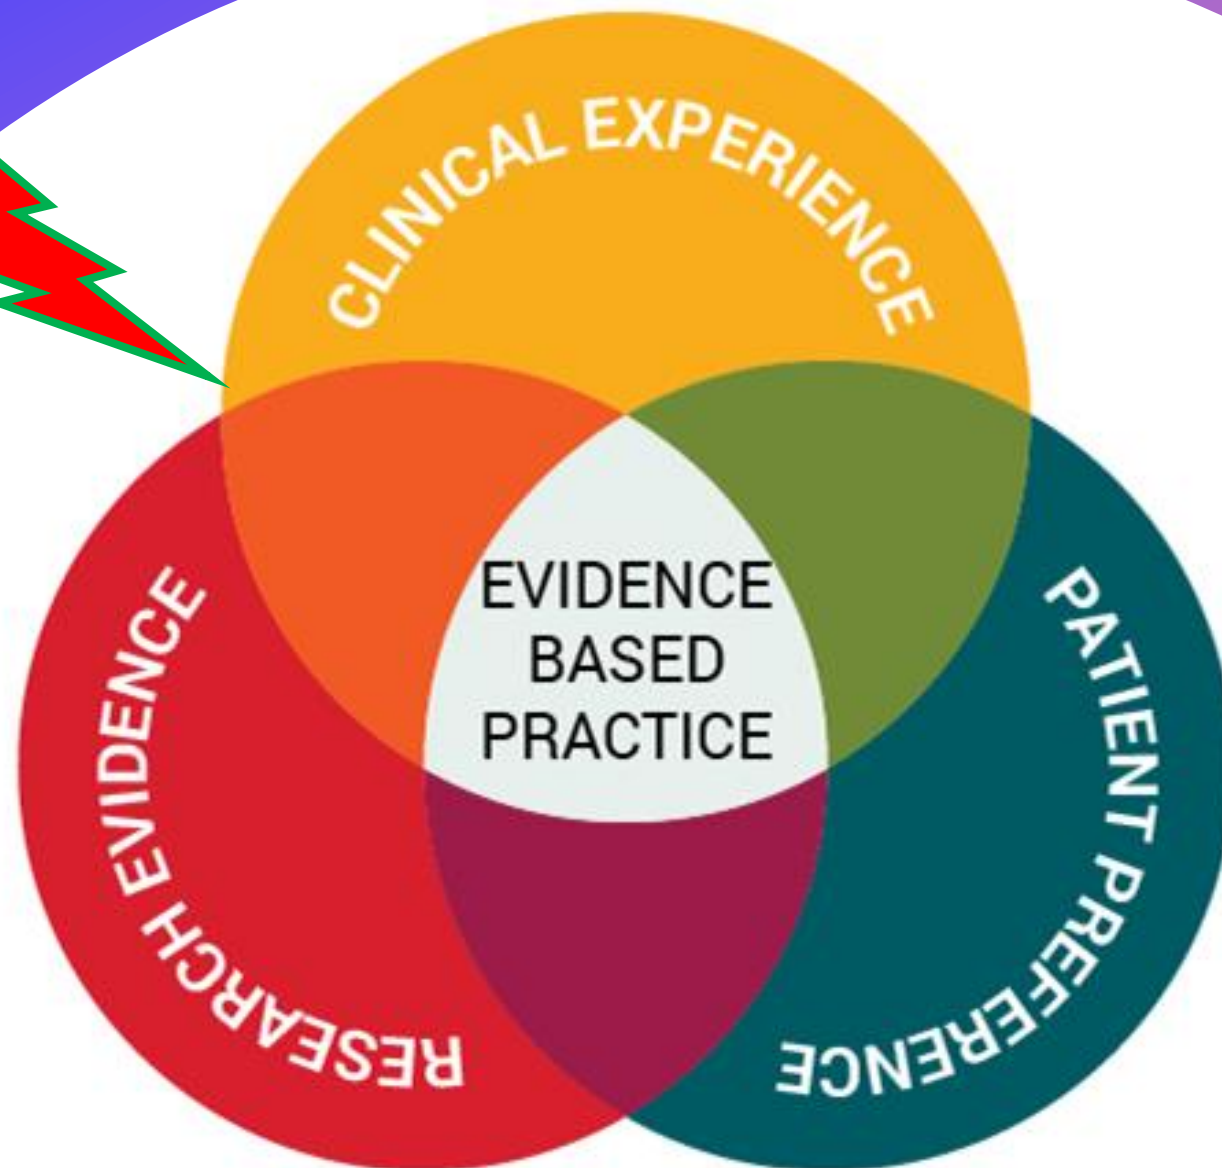 CLINICAL EXPERIENCE
EVIDENCE
BASED
PRACTICE
RESEARCH EVIDENCE
PATIENT PREFERENCE